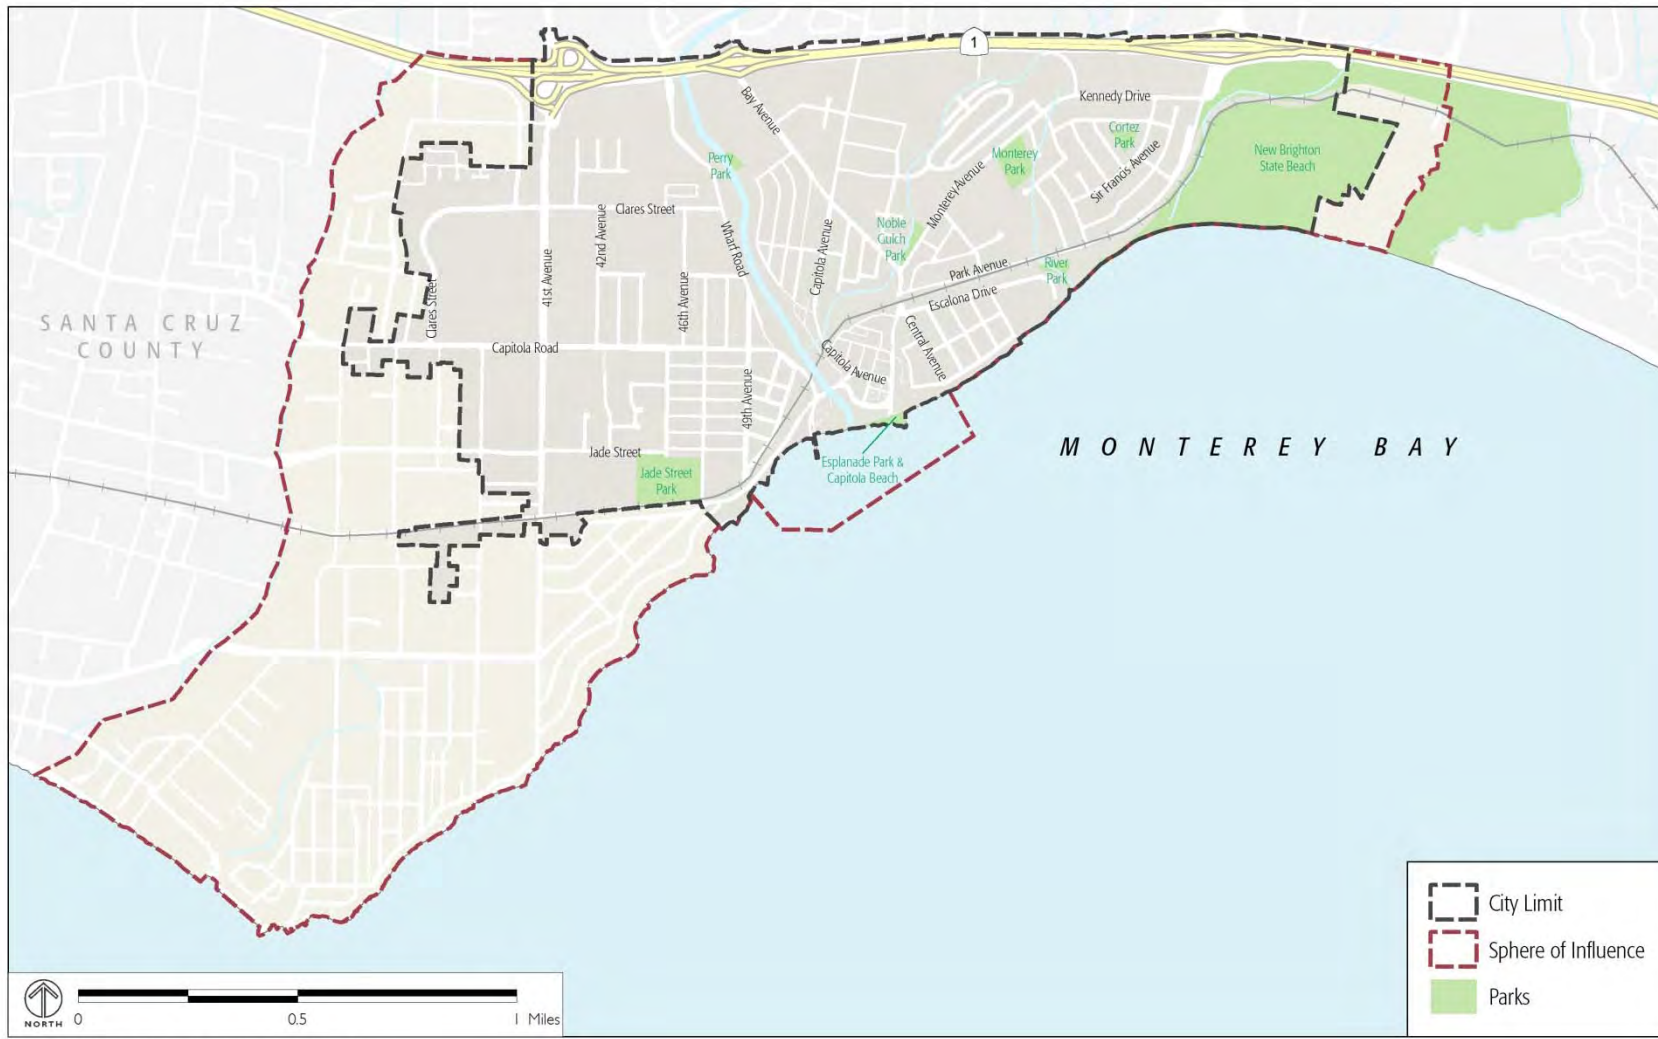 1
Bay Avenue
Kennedy Drive
Cortez
Park
Monterey
Park
Sir Francis Avenue
New Brighton
State Beach
Perry
Park
Monterey Avenue
Clares Street
42nd Avenue
Wharf Road
Noble
Gulch
Park
Capitola Avenue
41st Avenue
46th Avenue
Park Avenue
River
Park
Escalona Drive
Clares Street
SANTA CRUZ
COUNTY
Capitola Road
Central Avenue
Capitola Avenue
49th Avenue
MONTEREY BAY
Jade Street
Jade Street
Park
Esplanade Park &
Capitola Beach
City Limit
Sphere of Influence
Parks
NORTH
0 0.5 1 Miles